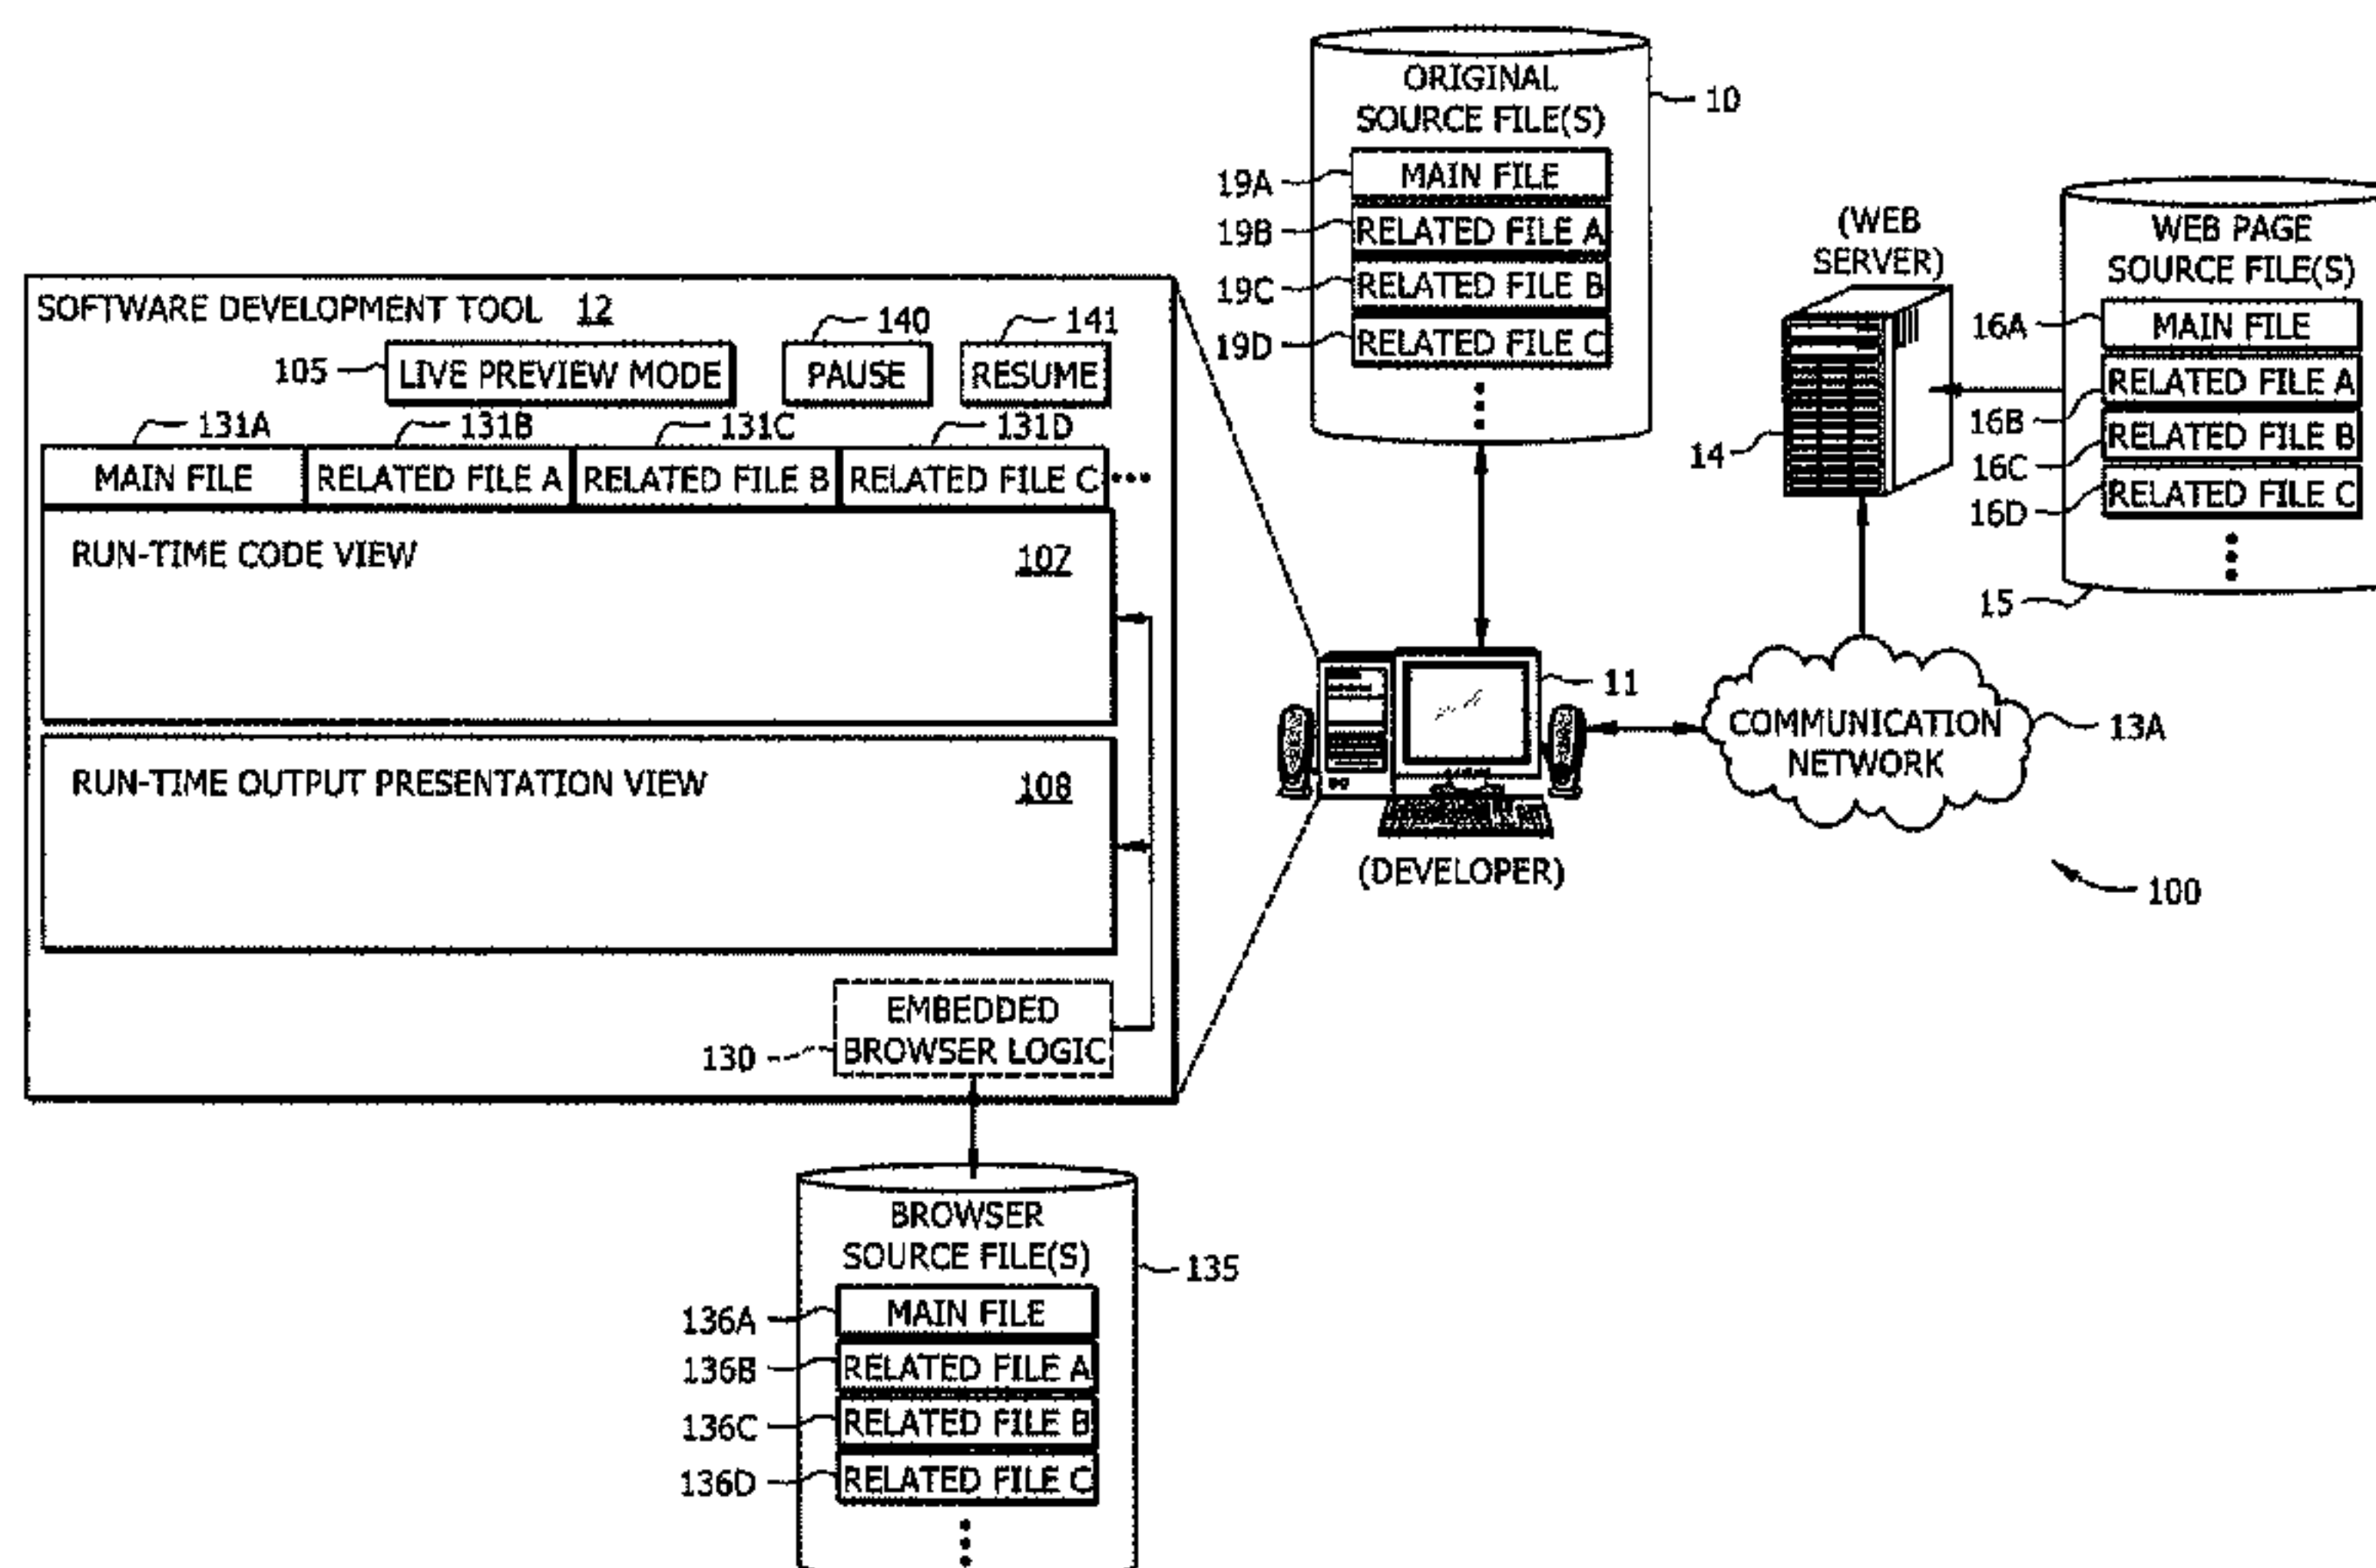 ORIGINAL
SOURCE FILE(S)
10
19A
MAIN FILE
19B
RELATED FILE A
19C
RELATED FILE B
19D
RELATED FILE C
(WEB
SERVER)
14
WEB PAGE
SOURCE FILE(S)
16A
MAIN FILE
16B
RELATED FILE A
16C
RELATED FILE B
16D
RELATED FILE C
15
SOFTWARE DEVELOPMENT TOOL 12
105
LIVE PREVIEW MODE
140
PAUSE
141
RESUME
131A
131B
131C
131D
MAIN FILE
RELATED FILE A
RELATED FILE B
RELATED FILE C
RUN-TIME CODE VIEW 107
RUN-TIME OUTPUT PRESENTATION VIEW 108
EMBEDDED
BROWSER LOGIC
130
11
(DEVELOPER)
COMMUNICATION
NETWORK
13A
100
BROWSER
SOURCE FILE(S)
135
136A
MAIN FILE
136B
RELATED FILE A
136C
RELATED FILE B
136D
RELATED FILE C